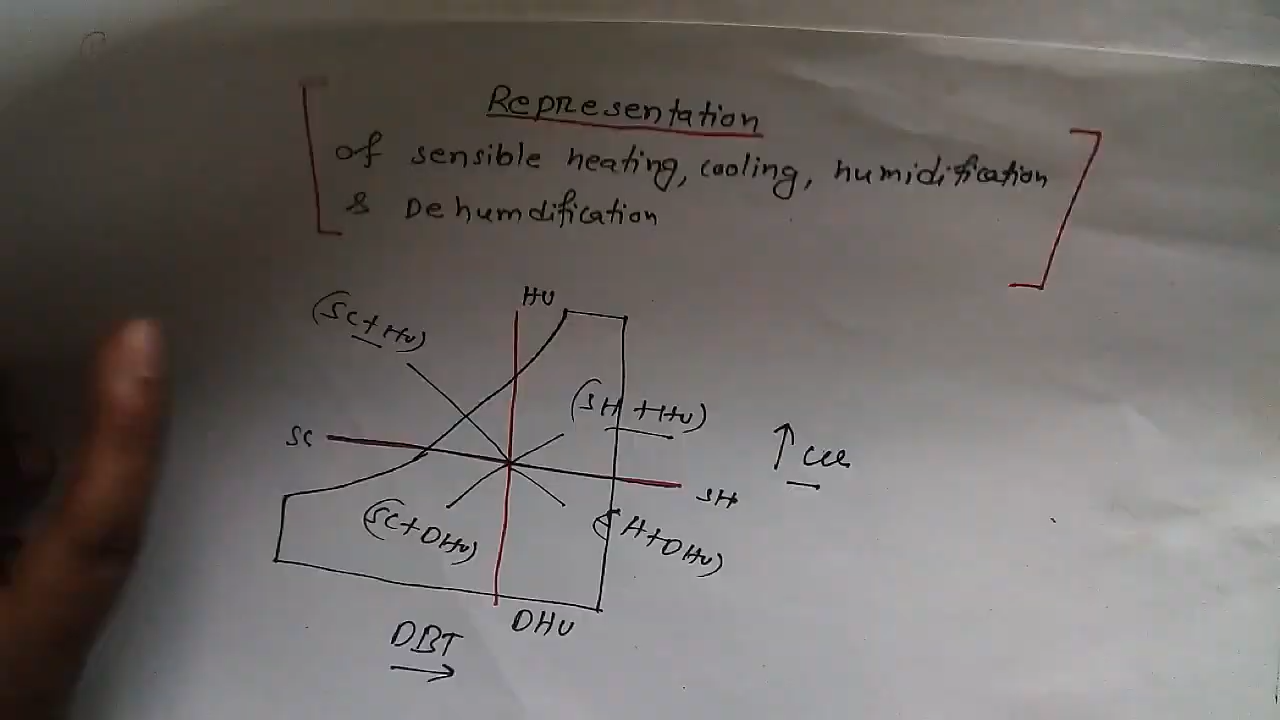 Representation
of sensible heating, cooling, humidification
& Dehumdification
HU
(SC+HU)
(SH+HU)
SC
SH
(SC+DHU)
(SH+DHU)
DHU
DBT